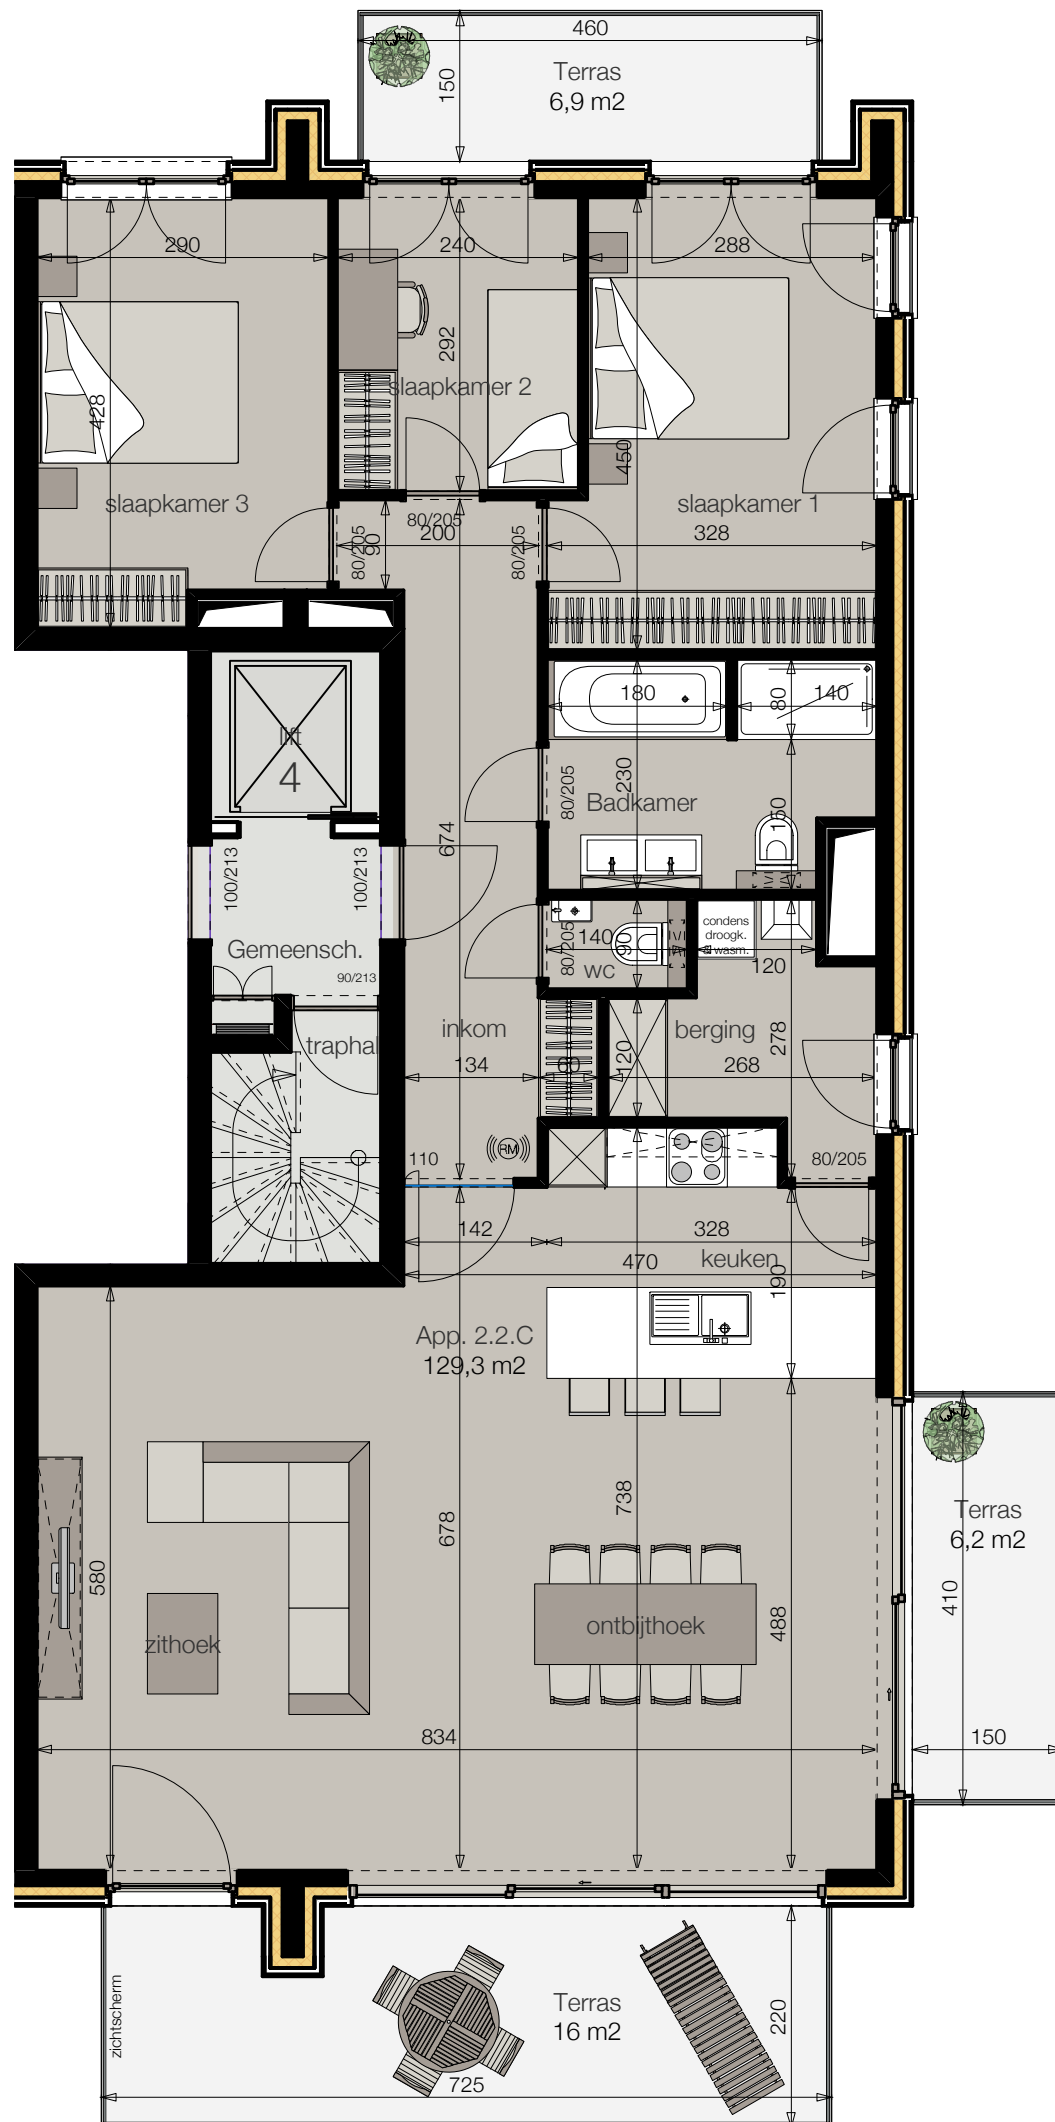 460
150
Terras
6,9 m2
290
240
288
292
slaapkamer 2
428
450
slaapkamer 3
slaapkamer 1
80/205
200
328
80/205
90
80/205
180
80
140
lift
4
230
Badkamer
150
80/205
674
100/213
100/213
condens
droogk.
wasm.
140
90
80/205
wc
120
Gemeensch.
90/213
inkom
berging
278
traphal
134
60
120
268
RM
110
80/205
142
328
keuken
470
190
App. 2.2.C
129,3 m2
738
678
580
Terras
6,2 m2
410
488
zithoek
ontbijthoek
834
150
zichtscherm
Terras
16 m2
220
725